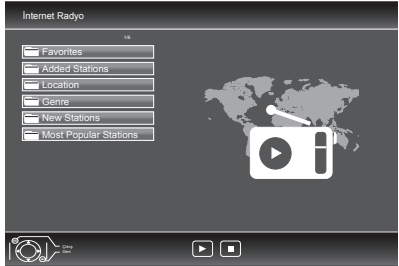 İnternet Radyo
1/6
Favorites
Added Stations
Location
Genre
New Stations
Most Popular Stations